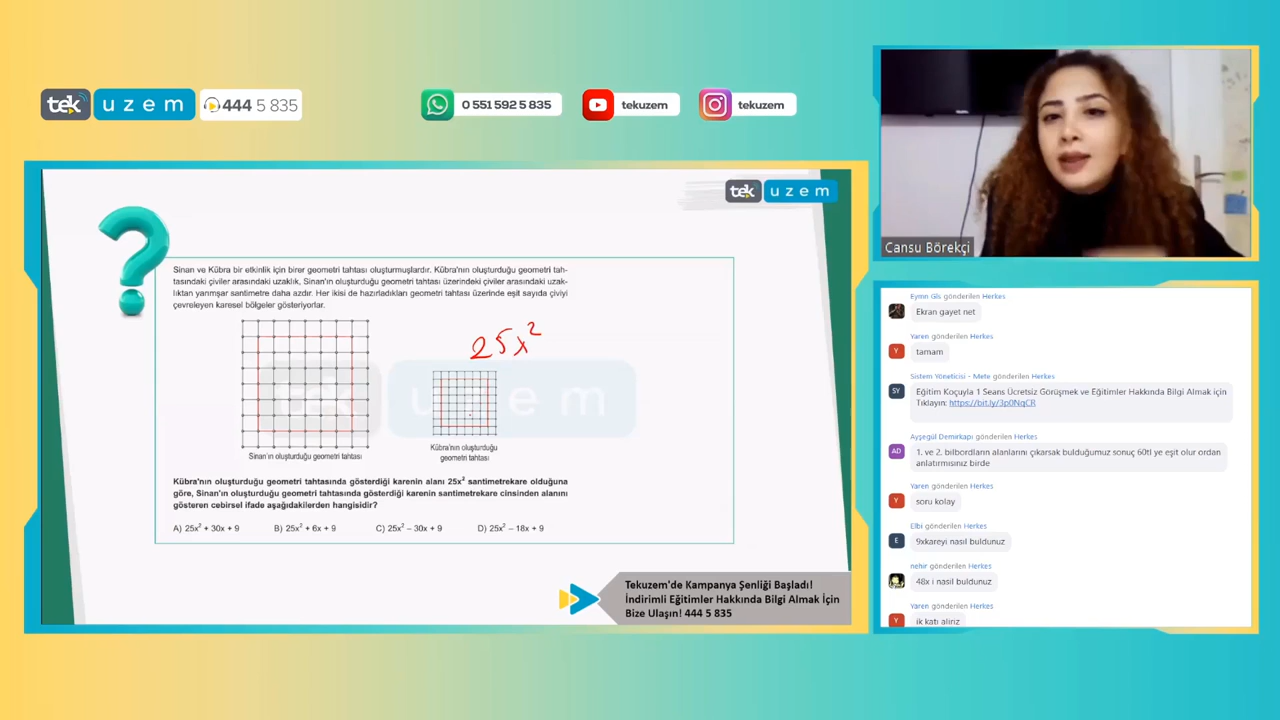 tek uzem 444 5 835
0 551 592 5 835
tekuzem
tekuzem
tek uzem
Sinan ve Kübra bir etkinlik için birer geometri tahtası oluşturmuşlardır. Kübra'nın oluşturduğu geometri tah-
tasındaki çiviler arasındaki uzaklık, Sinan'ın oluşturduğu geometri tahtası üzerindeki çiviler arasındaki uzak-
lıktan yarımşar santimetre daha azdır. Her ikisi de hazırladıkları geometri tahtası üzerinde eşit sayıda çiviyi
çevreleyen karesel bölgeler gösteriyorlar.
25x²
uzem
Sinan'ın oluşturduğu geometri tahtası
Kübra'nın oluşturduğu
geometri tahtası
Kübra'nın oluşturduğu geometri tahtasında gösterdiği karenin alanı 25x² santimetrekare olduğuna
göre, Sinan'ın oluşturduğu geometri tahtasında gösterdiği karenin santimetrekare cinsinden alanını
gösteren cebirsel ifade aşağıdakilerden hangisidir?
A) 25x² + 30x + 9 B) 25x² + 6x + 9 C) 25x² – 30x + 9 D) 25x² – 18x + 9
Tekuzem'de Kampanya Şenliği Başladı!
İndirimli Eğitimler Hakkında Bilgi Almak İçin
Bize Ulaşın! 444 5 835
Cansu Börekçi
Eymn Gls gönderilen Herkes
Ekran gayet net
Yaren gönderilen Herkes
Y tamam
Sistem Yöneticisi - Mete gönderilen Herkes
SY Eğitim Koçuyla 1 Seans Ücretsiz Görüşmek ve Eğitimler Hakkında Bilgi Almak için
Tıklayın: https://bit.ly/3p0NqCR
Ayşegül Demirkapı gönderilen Herkes
AD 1. ve 2. bilbordların alanlarını çıkarsak bulduğumuz sonuç 60tl ye eşit olur ordan
anlatırmısınız birde
Yaren gönderilen Herkes
Y soru kolay
Elbi gönderilen Herkes
E 9xkareyi nasıl buldunuz
nehir gönderilen Herkes
48x i nasil buldunuz
Yaren gönderilen Herkes
Y ik katı alırız